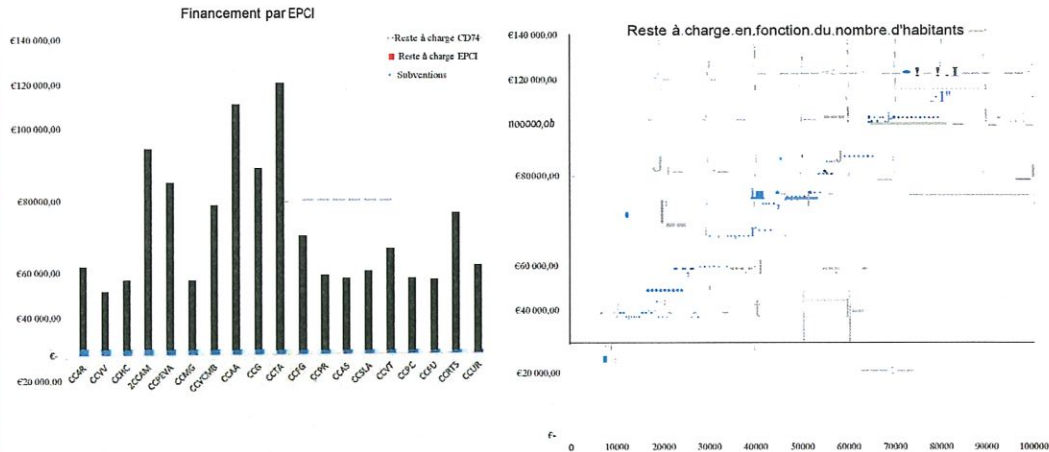 Financement par EPCI
€140 000,00
Reste à charge CD74
Reste à charge EPCI
Subventions
€120 000,00
€100 000,00
€80000,00
€60 000,00
€40 000,00
€-
€20 000,00
CC4R
CCVV
CCHC
2CCAM
CCPEVA
CCMG
CCVCMB
CCAA
CCG
CCTA
CCFG
CCPR
CCAS
CCSLA
CCVT
CCPC
CCFU
CCRTS
CCUR
Reste à charge en fonction du nombre d'habitants
€140 000,00
€120 000,00
€80000,00
€60 000,00
€40 000,00
€20 000,00
€-
0 10000 20000 30000 40000 50000 60000 70000 80000 90000 100000